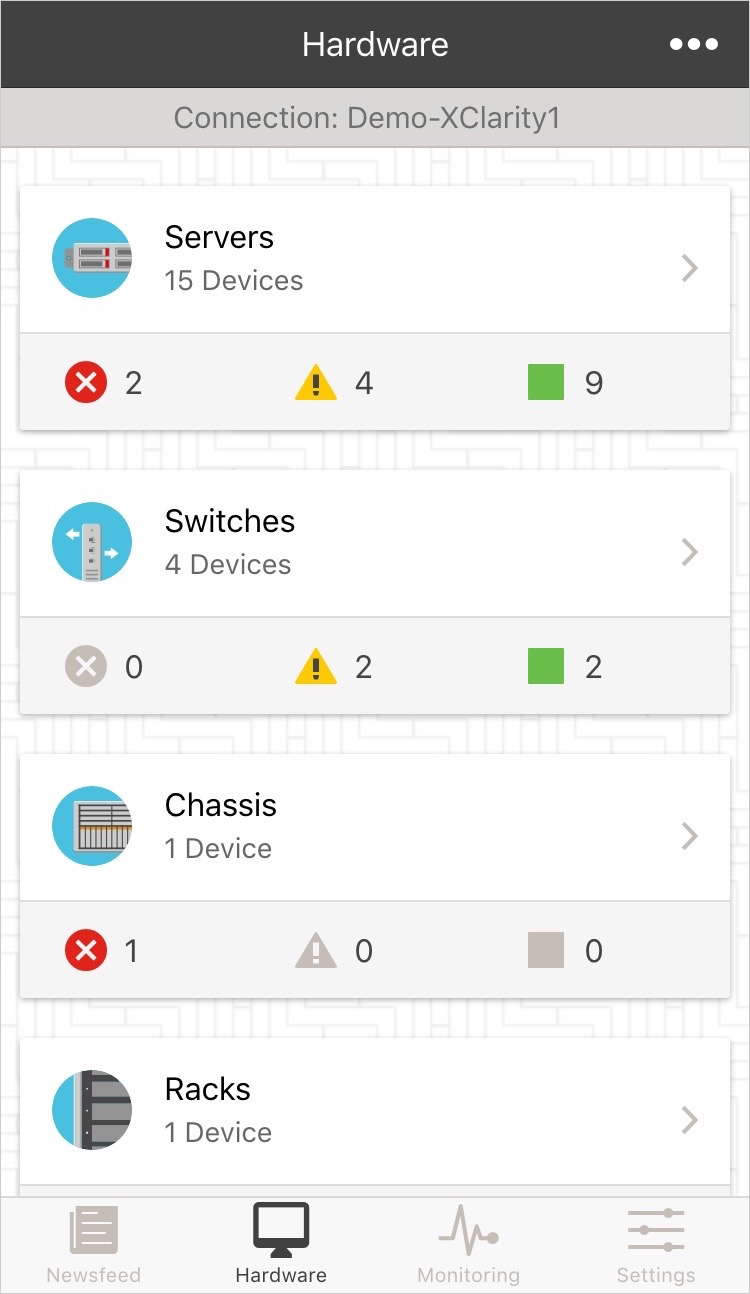 Hardware
Connection: Demo-XClarity1
Servers
15 Devices
2 4 9
Switches
4 Devices
0 2 2
Chassis
1 Device
1 0 0
Racks
1 Device
Newsfeed Hardware Monitoring Settings